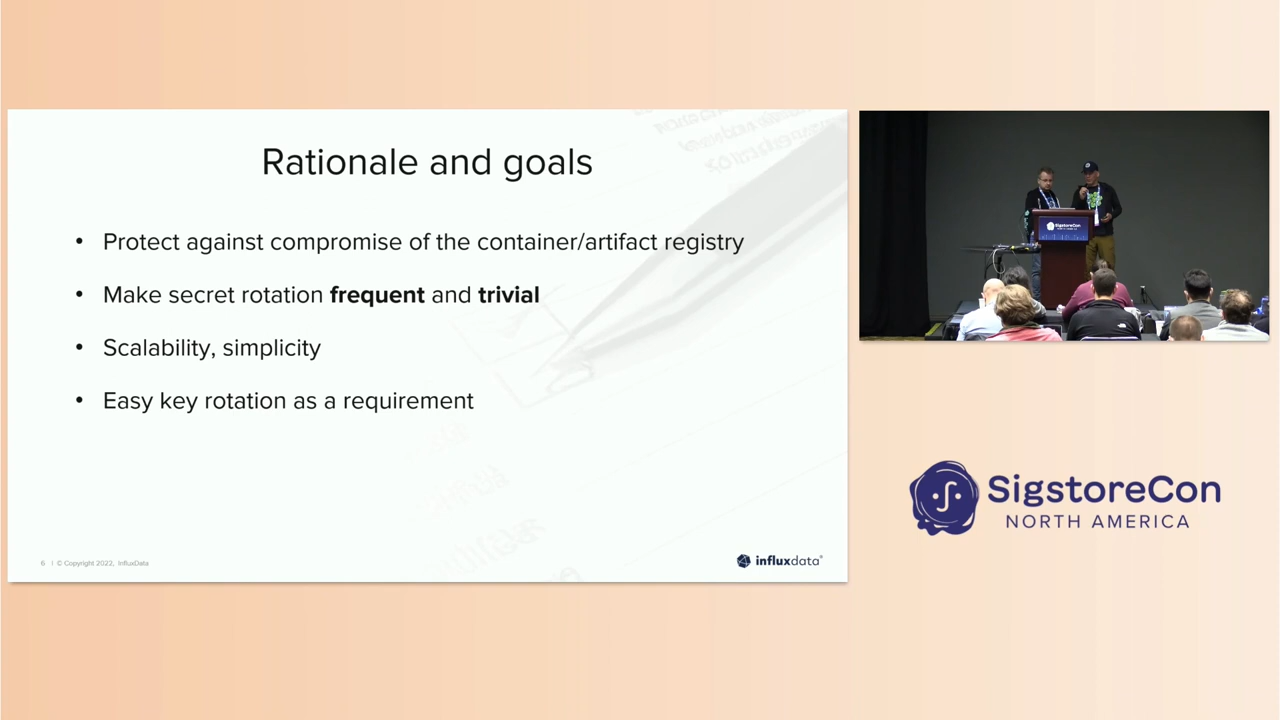 Rationale and goals
• Protect against compromise of the container/artifact registry
• Make secret rotation frequent and trivial
• Scalability, simplicity
• Easy key rotation as a requirement
6 | © Copyright 2022, InfluxData
influxdata®
SigstoreCon
NORTH AMERICA